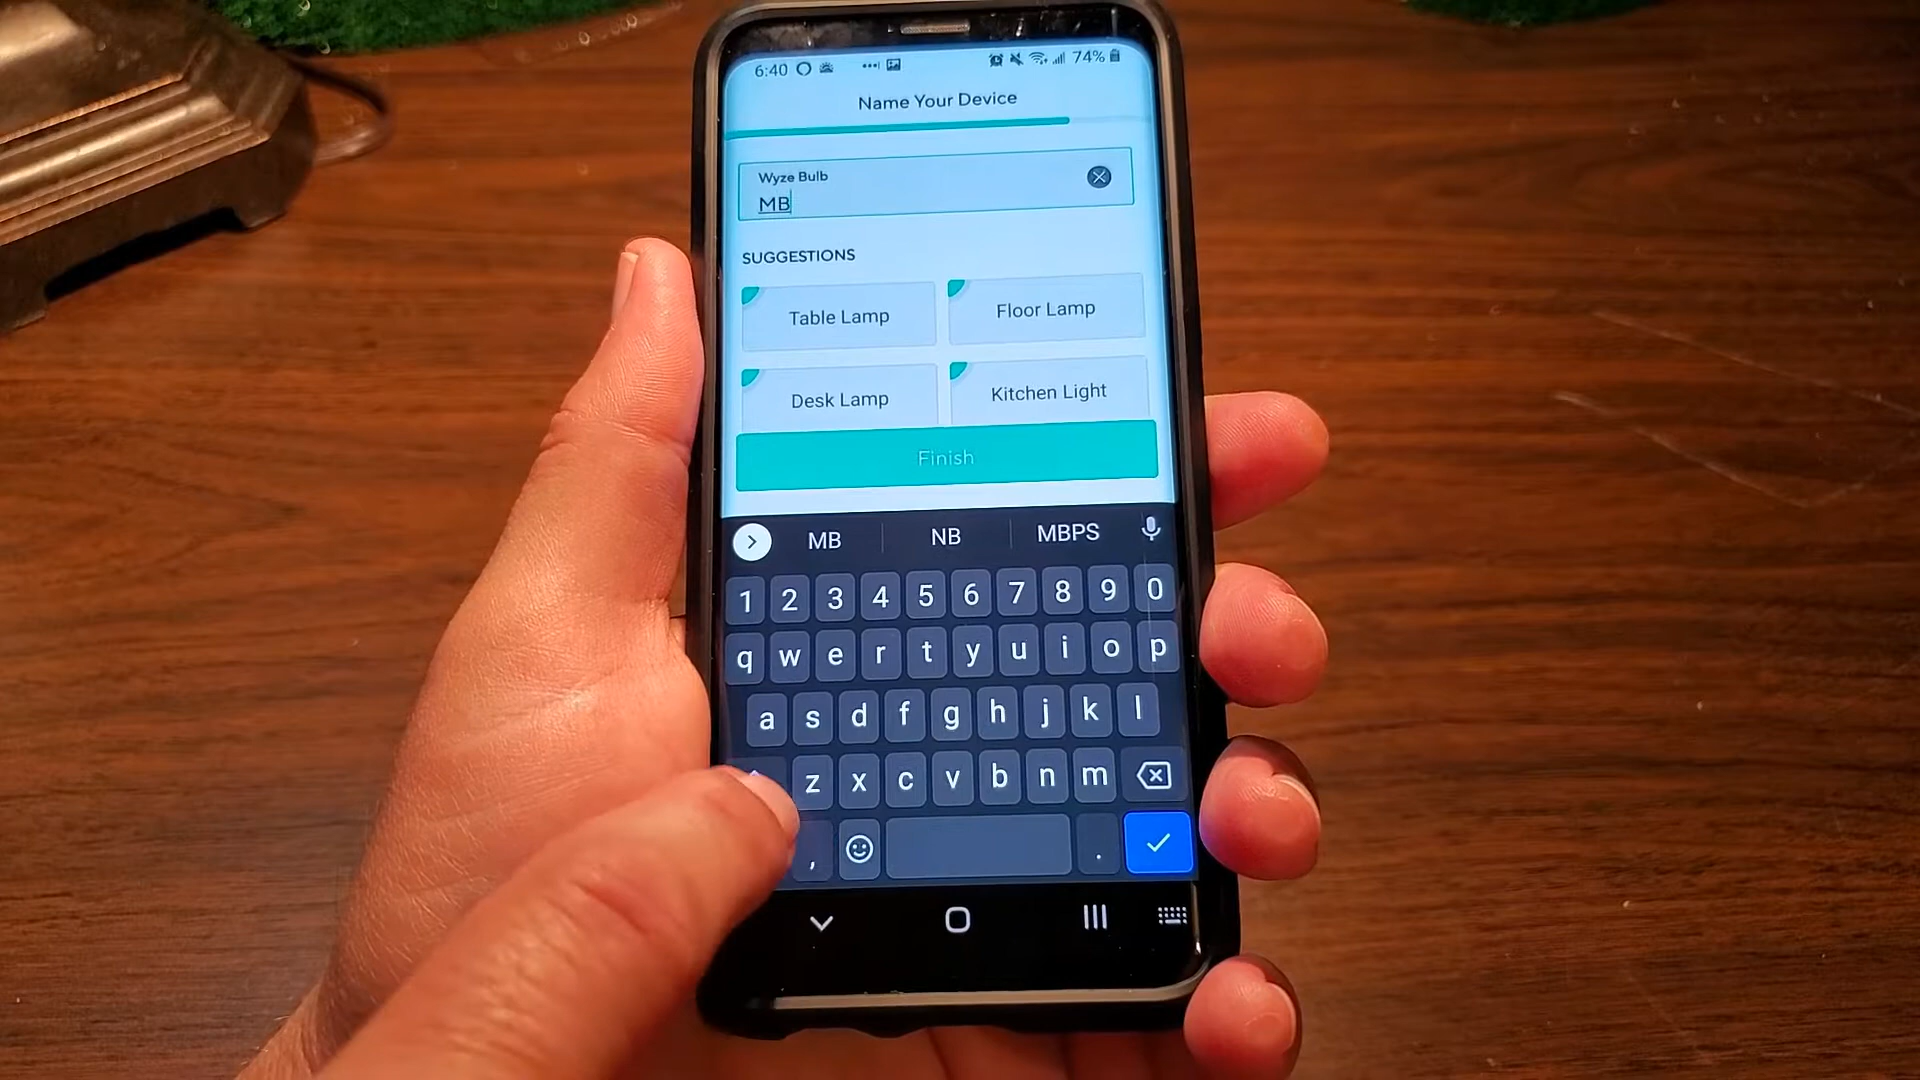 6:40 74%
Name Your Device
Wyze Bulb
MB
SUGGESTIONS
Table Lamp Floor Lamp
Desk Lamp Kitchen Light
Finish
MB NB MBPS
1 2 3 4 5 6 7 8 9 0
q w e r t y u i o p
a s d f g h j k l
z x c v b n m
, .